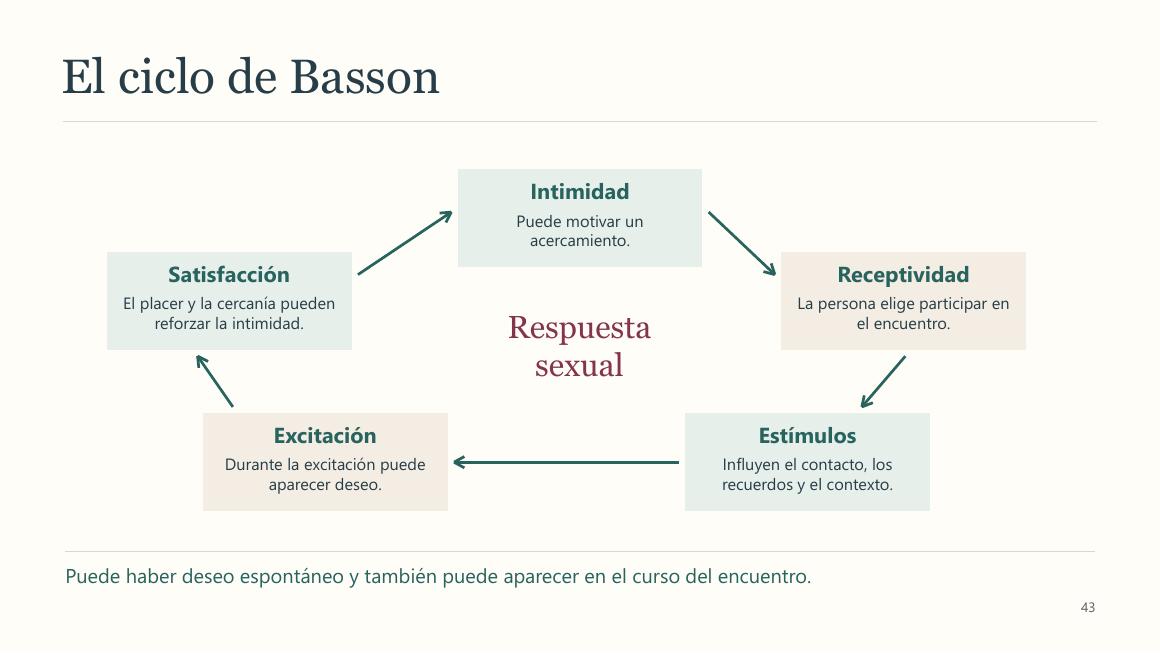 El ciclo de Basson
Intimidad
Puede motivar un
acercamiento.
Satisfacción
El placer y la cercanía pueden
reforzar la intimidad.
Receptividad
La persona elige participar en
el encuentro.
Respuesta
sexual
Excitación
Durante la excitación puede
aparecer deseo.
Estímulos
Influyen el contacto, los
recuerdos y el contexto.
Puede haber deseo espontáneo y también puede aparecer en el curso del encuentro.
43